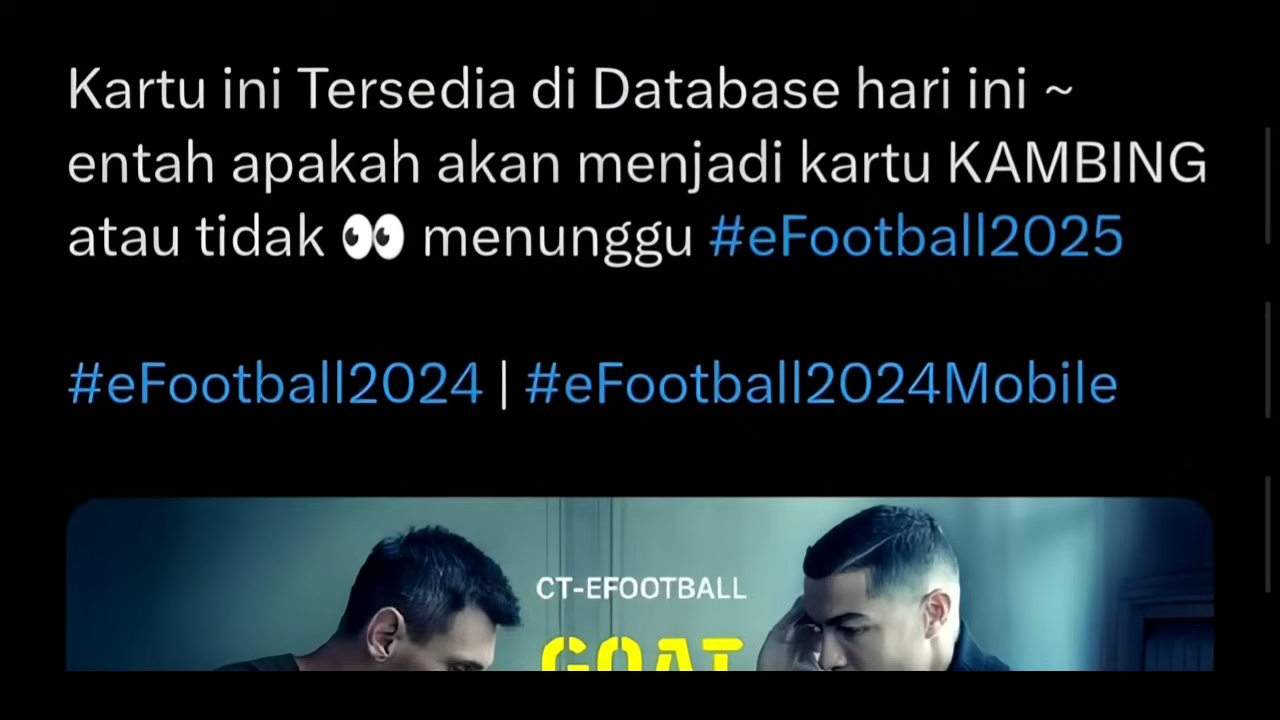 Kartu ini Tersedia di Database hari ini ~
entah apakah akan menjadi kartu KAMBING
atau tidak 👀 menunggu #eFootball2025
#eFootball2024 | #eFootball2024Mobile
CT-EFOOTBALL
GOAT